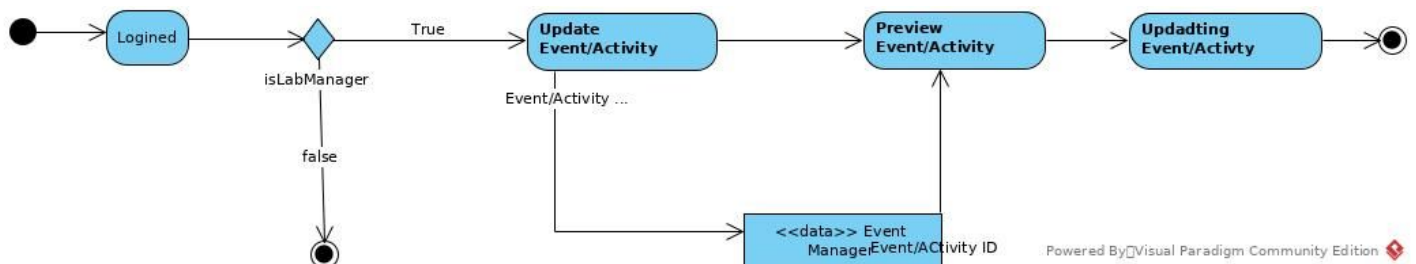 Logined
isLabManager
True
false
Update
Event/Activity
Event/Activity ...
Preview
Event/Activity
Updadting
Event/Activty
<<data>> Event
Manager
Event/ACtivity ID
Powered By▯Visual Paradigm Community Edition